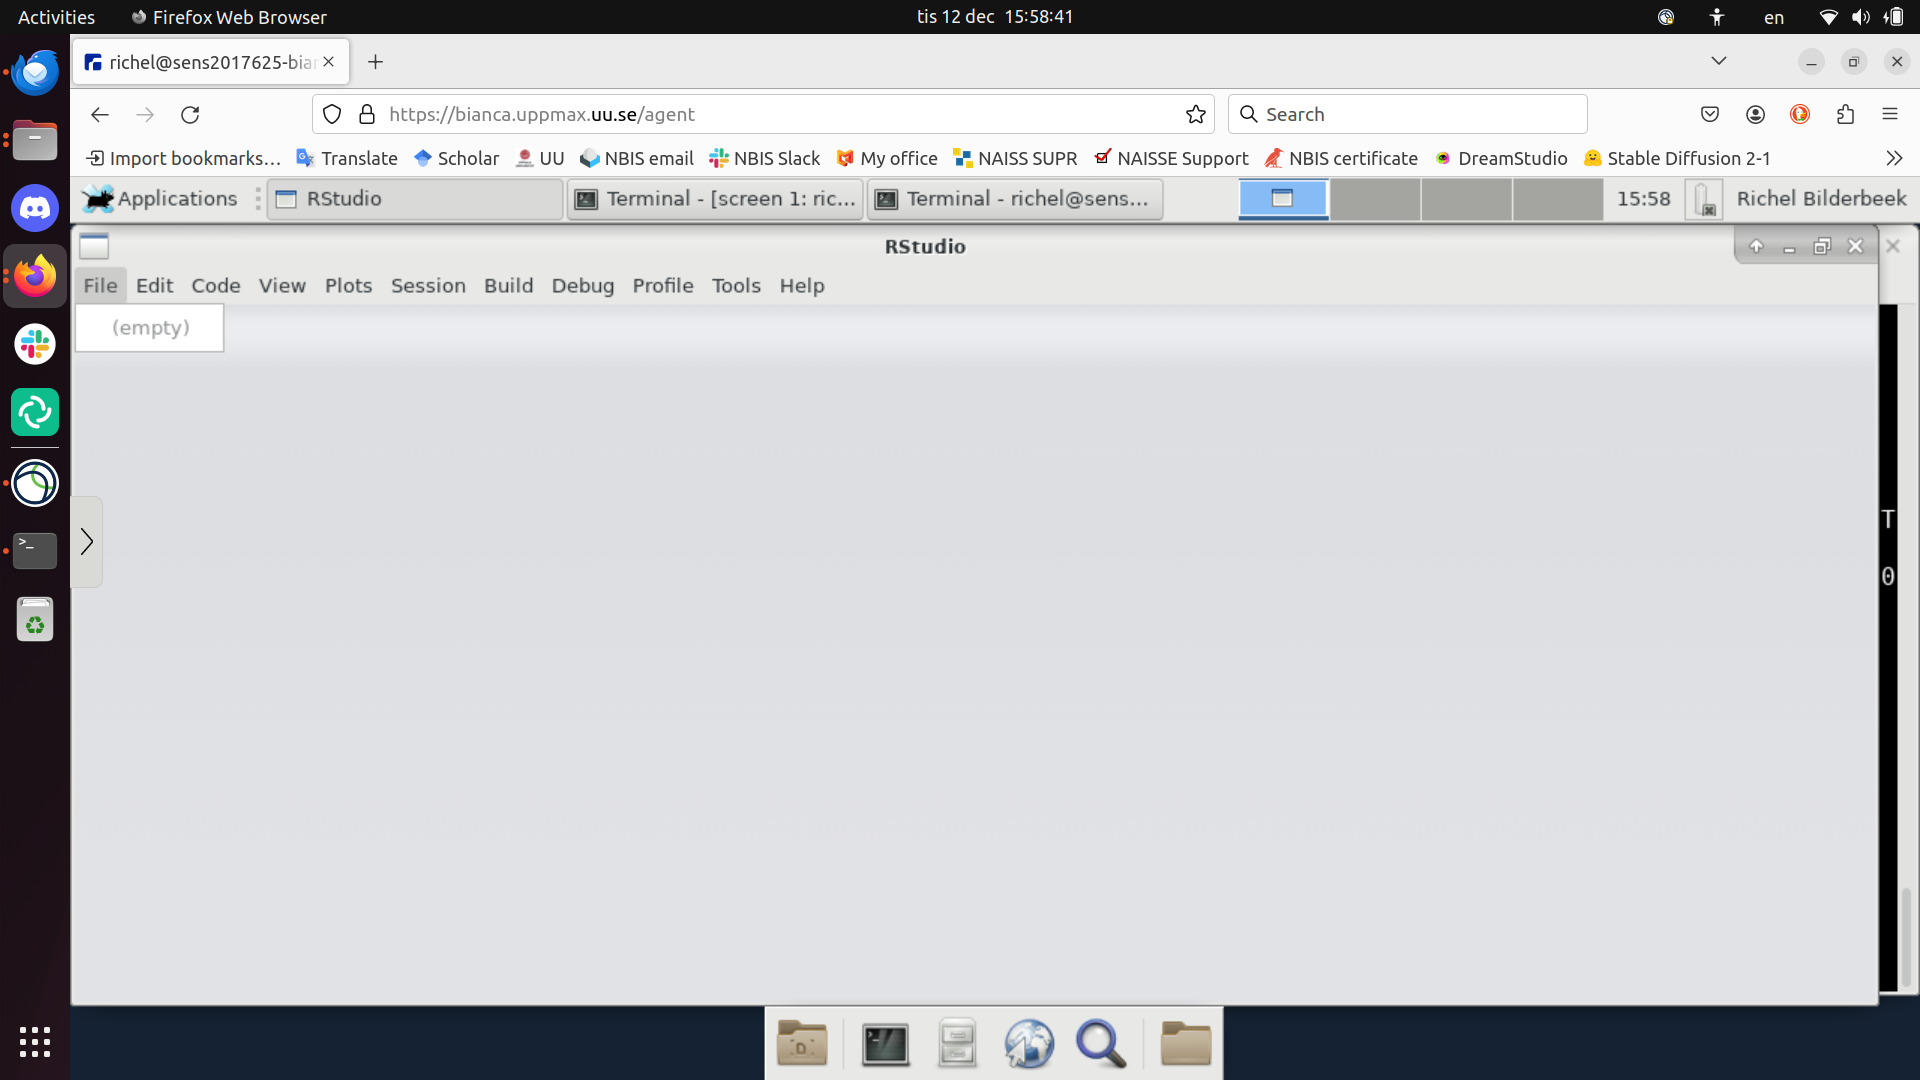 Activities Firefox Web Browser tis 12 dec 15:58:41 en
richel@sens2017625-bian
https://bianca.uppmax.uu.se/agent Search
Import bookmarks... Translate Scholar UU NBIS email NBIS Slack My office NAISS SUPR NAISSE Support NBIS certificate DreamStudio Stable Diffusion 2-1
Applications RStudio Terminal - [screen 1: ric... Terminal - richel@sens... 15:58 Richel Bilderbeek
RStudio
File Edit Code View Plots Session Build Debug Profile Tools Help
(empty)
T
0